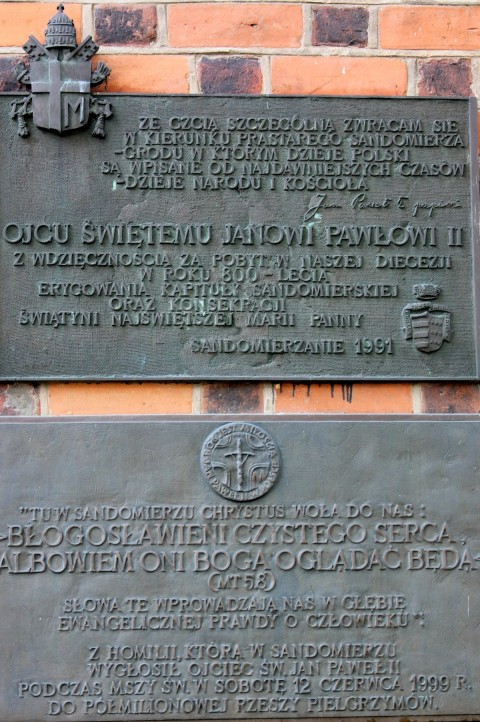 ZE CZCIĄ SZCZEGÓLNĄ ZWRACAM SIĘ
W KIERUNKU PRASTAREGO SANDOMIERZA
-GRODU W KTÓRYM DZIEJE POLSKI
SĄ WPISANE OD NAJDAWNIEJSZYCH CZASÓW
-DZIEJE NARODU I KOŚCIOŁA
Jan Paweł II papież
OJCU ŚWIĘTEMU JANOWI PAWŁOWI II
Z WDZIĘCZNOŚCIĄ ZA POBYT W NASZEJ DIECEZJI
W ROKU 800-LECIA
ERYGOWANIA KAPITUŁY SANDOMIERSKIEJ
ORAZ KONSEKRACJI
ŚWIĄTYNI NAJŚWIĘTSZEJ MARII PANNY
SANDOMIERZANIE 1991
"TU W SANDOMIERZU CHRYSTUS WOŁA DO NAS:
-BŁOGOSŁAWIENI CZYSTEGO SERCA,
ALBOWIEM ONI BOGA OGLĄDAĆ BĘDĄ-
(MT 5,8)
SŁOWA TE WPROWADZAJĄ NAS W GŁĘBIĘ
EWANGELICZNEJ PRAWDY O CZŁOWIEKU":
Z HOMILII, KTÓRĄ W SANDOMIERZU
WYGŁOSIŁ OJCIEC ŚW. JAN PAWEŁ II
PODCZAS MSZY ŚW. W SOBOTĘ 12 CZERWCA 1999 R.
DO PÓŁMILIONOWEJ RZESZY PIELGRZYMÓW.